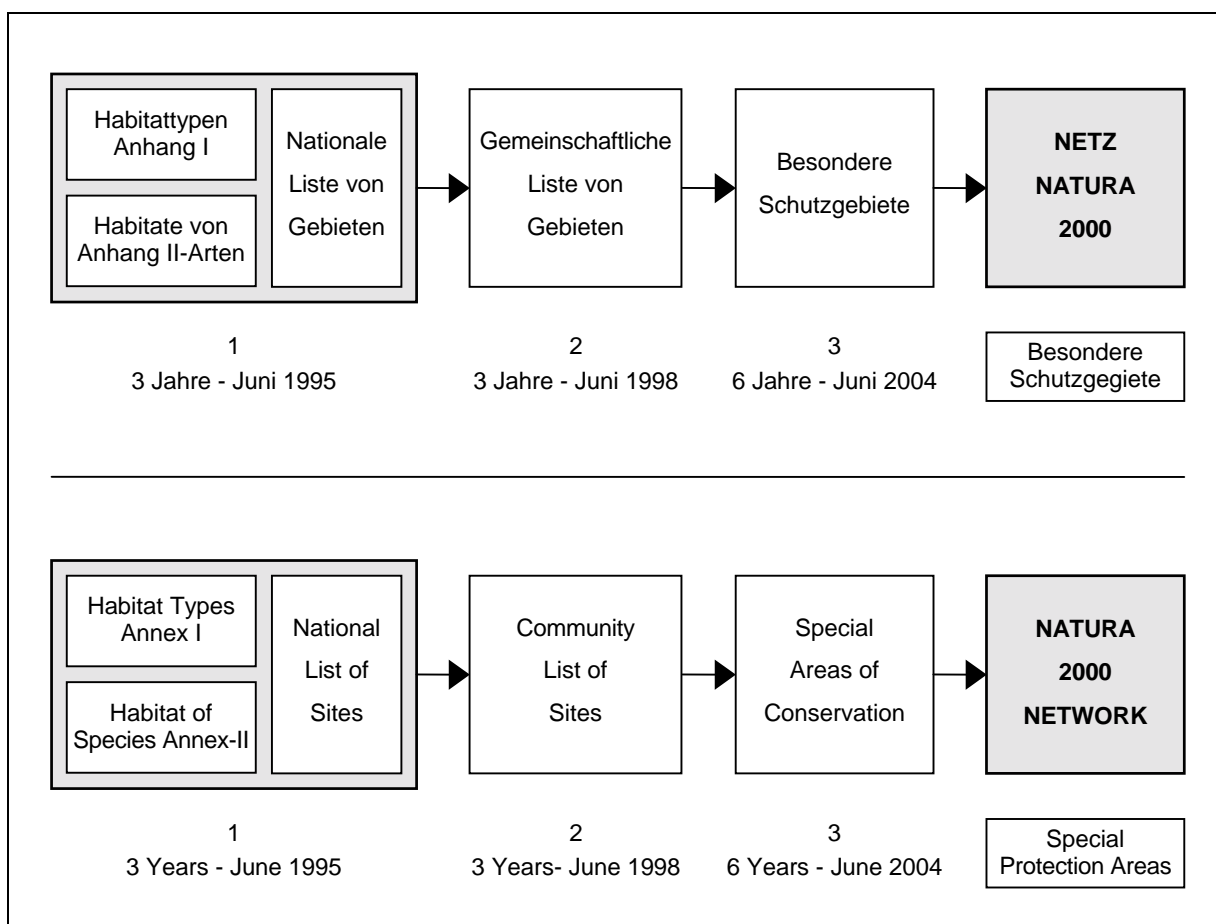 Habitattypen
Anhang I
Habitate von
Anhang II-Arten
Nationale
Liste von
Gebieten
Gemeinschaftliche
Liste von
Gebieten
Besondere
Schutzgebiete
NETZ
NATURA
2000
1
3 Jahre - Juni 1995
2
3 Jahre - Juni 1998
3
6 Jahre - Juni 2004
Besondere
Schutzgegiete
Habitat Types
Annex I
Habitat of
Species Annex-II
National
List of
Sites
Community
List of
Sites
Special
Areas of
Conservation
NATURA
2000
NETWORK
1
3 Years - June 1995
2
3 Years- June 1998
3
6 Years - June 2004
Special
Protection Areas